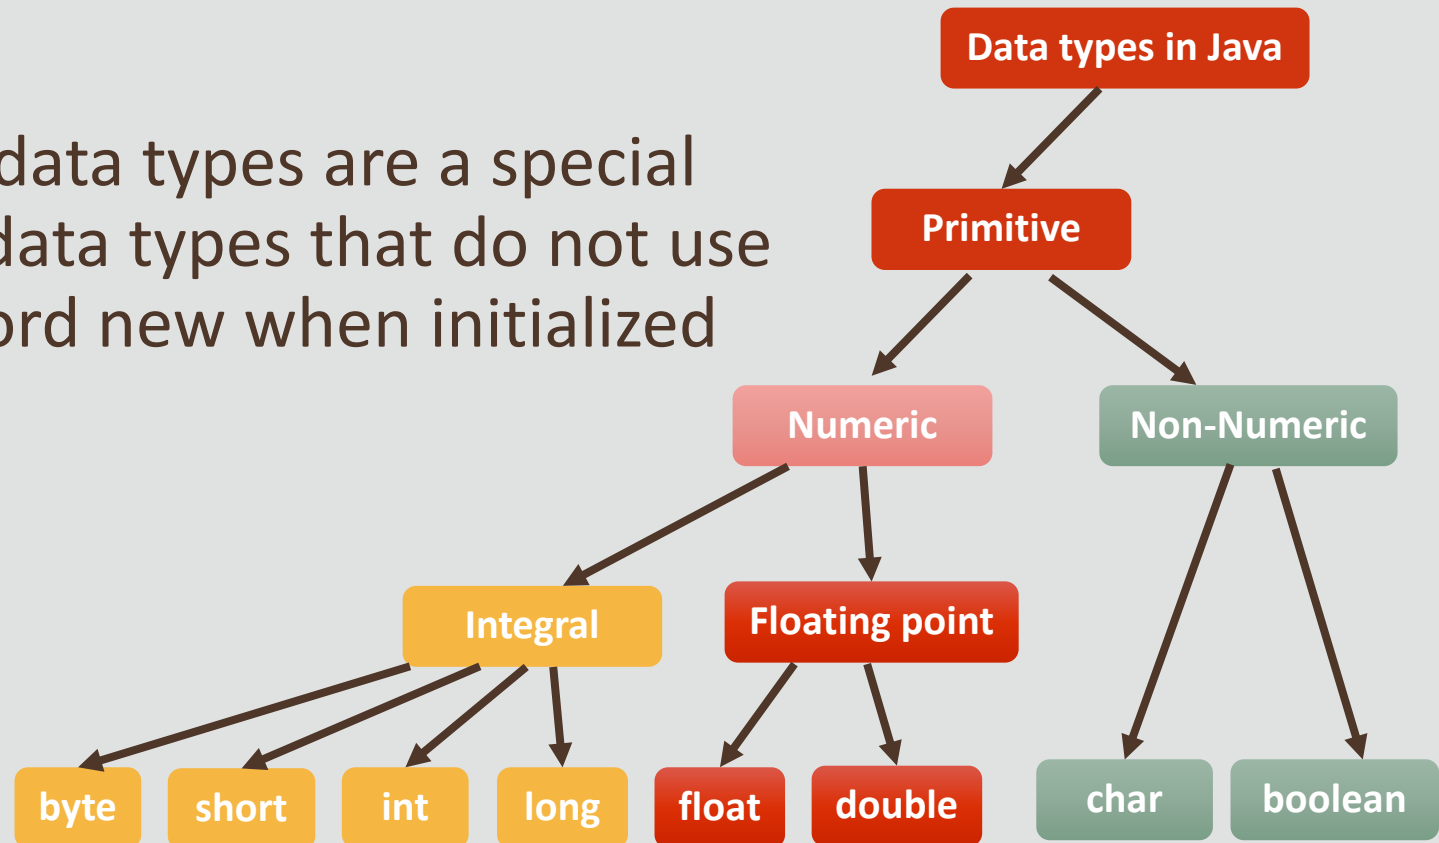 Data types in Java
data types are a special
data types that do not use
ord new when initialized
Primitive
Numeric
Non-Numeric
Integral
Floating point
byte
short
int
long
float
double
char
boolean